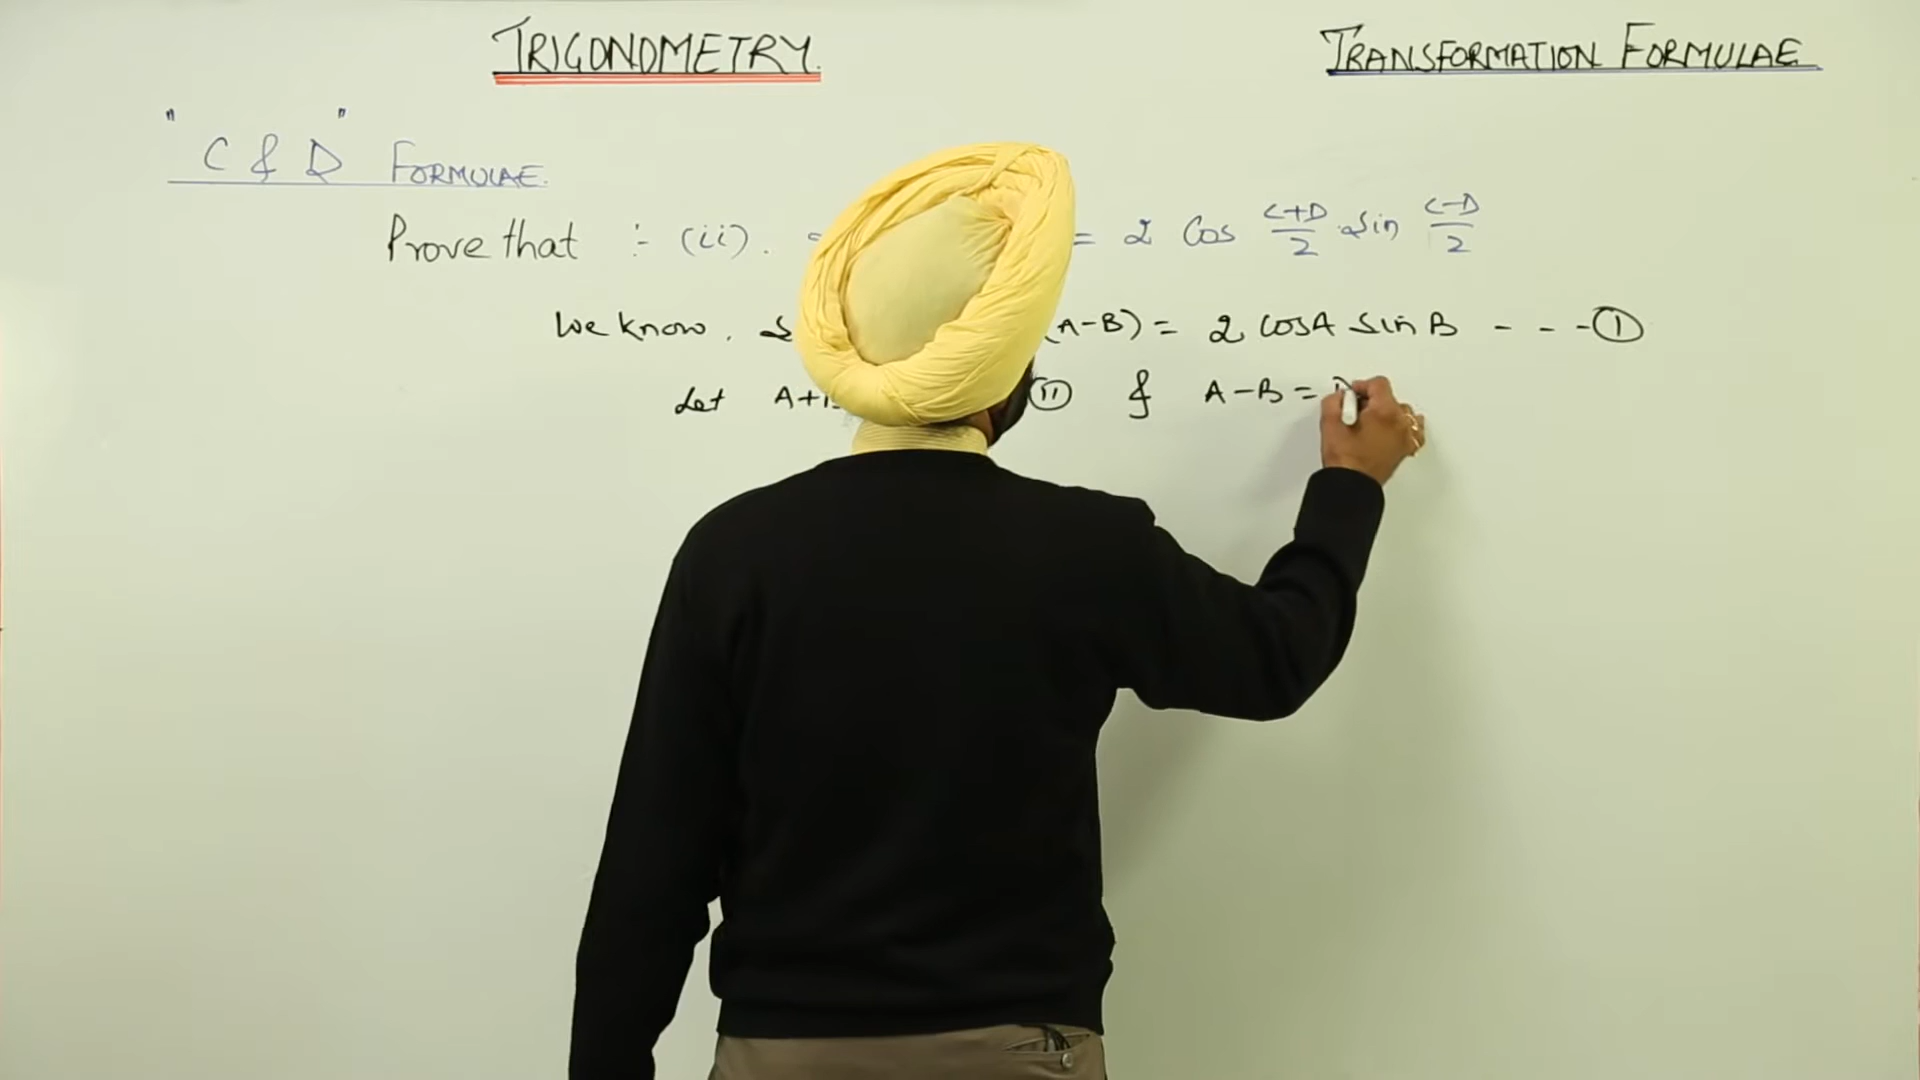 TRIGONOMETRY.
TRANSFORMATION FORMULAE
" C & D " FORMULAE.
Prove that :- (ii). = 2 Cos C+D/2 . Sin C-D/2
We know, (A-B) = 2 COSA SinB - - - (1)
Let A+ (11) & A-B =